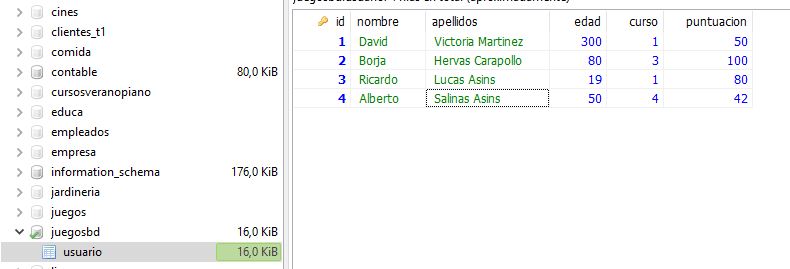 cines
clientes_t1
comida
contable 80,0 KiB
cursosveranopiano
educa
empleados
empresa
information_schema 176,0 KiB
jardineria
juegos
juegosbd 16,0 KiB
usuario 16,0 KiB
id nombre apellidos edad curso puntuacion
1 David Victoria Martinez 300 1 50
2 Borja Hervas Carapollo 80 3 100
3 Ricardo Lucas Asins 19 1 80
4 Alberto Salinas Asins 50 4 42